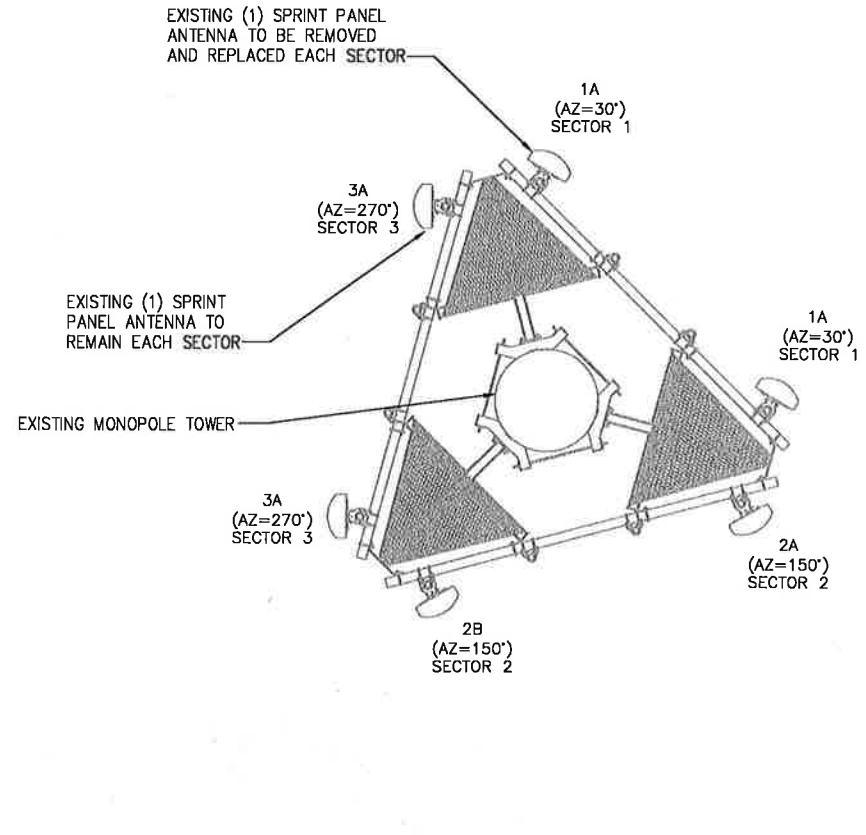 EXISTING (1) SPRINT PANEL
ANTENNA TO BE REMOVED
AND REPLACED EACH SECTOR
1A
(AZ=30°)
SECTOR 1
3A
(AZ=270°)
SECTOR 3
EXISTING (1) SPRINT
PANEL ANTENNA TO
REMAIN EACH SECTOR
1A
(AZ=30°)
SECTOR 1
EXISTING MONOPOLE TOWER
3A
(AZ=270°)
SECTOR 3
2A
(AZ=150°)
SECTOR 2
2B
(AZ=150°)
SECTOR 2